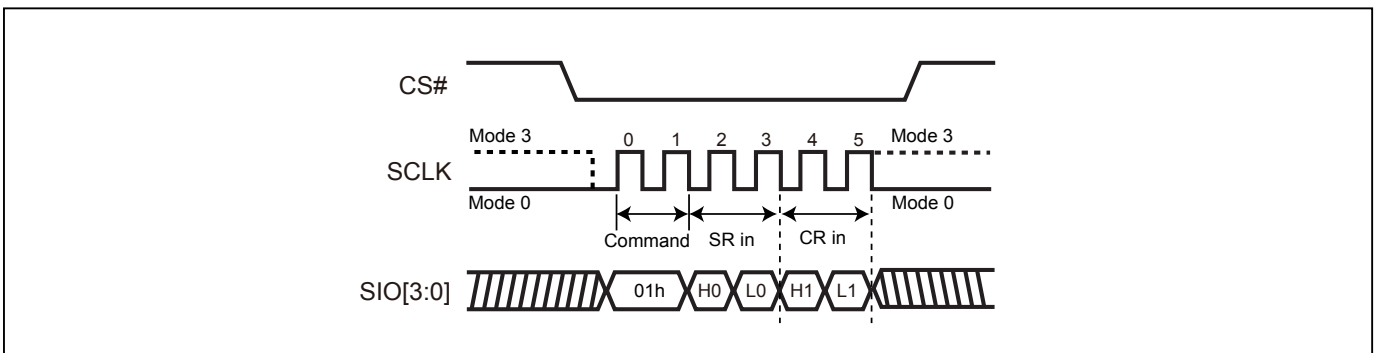 CS#
Mode 3 0 1 2 3 4 5 Mode 3
SCLK
Mode 0 Mode 0
Command SR in CR in
SIO[3:0] 01h H0 L0 H1 L1